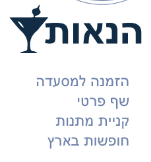 הנאות
הזמנה למסעדה
שף פרטי
קניית מתנות
חופשות בארץ